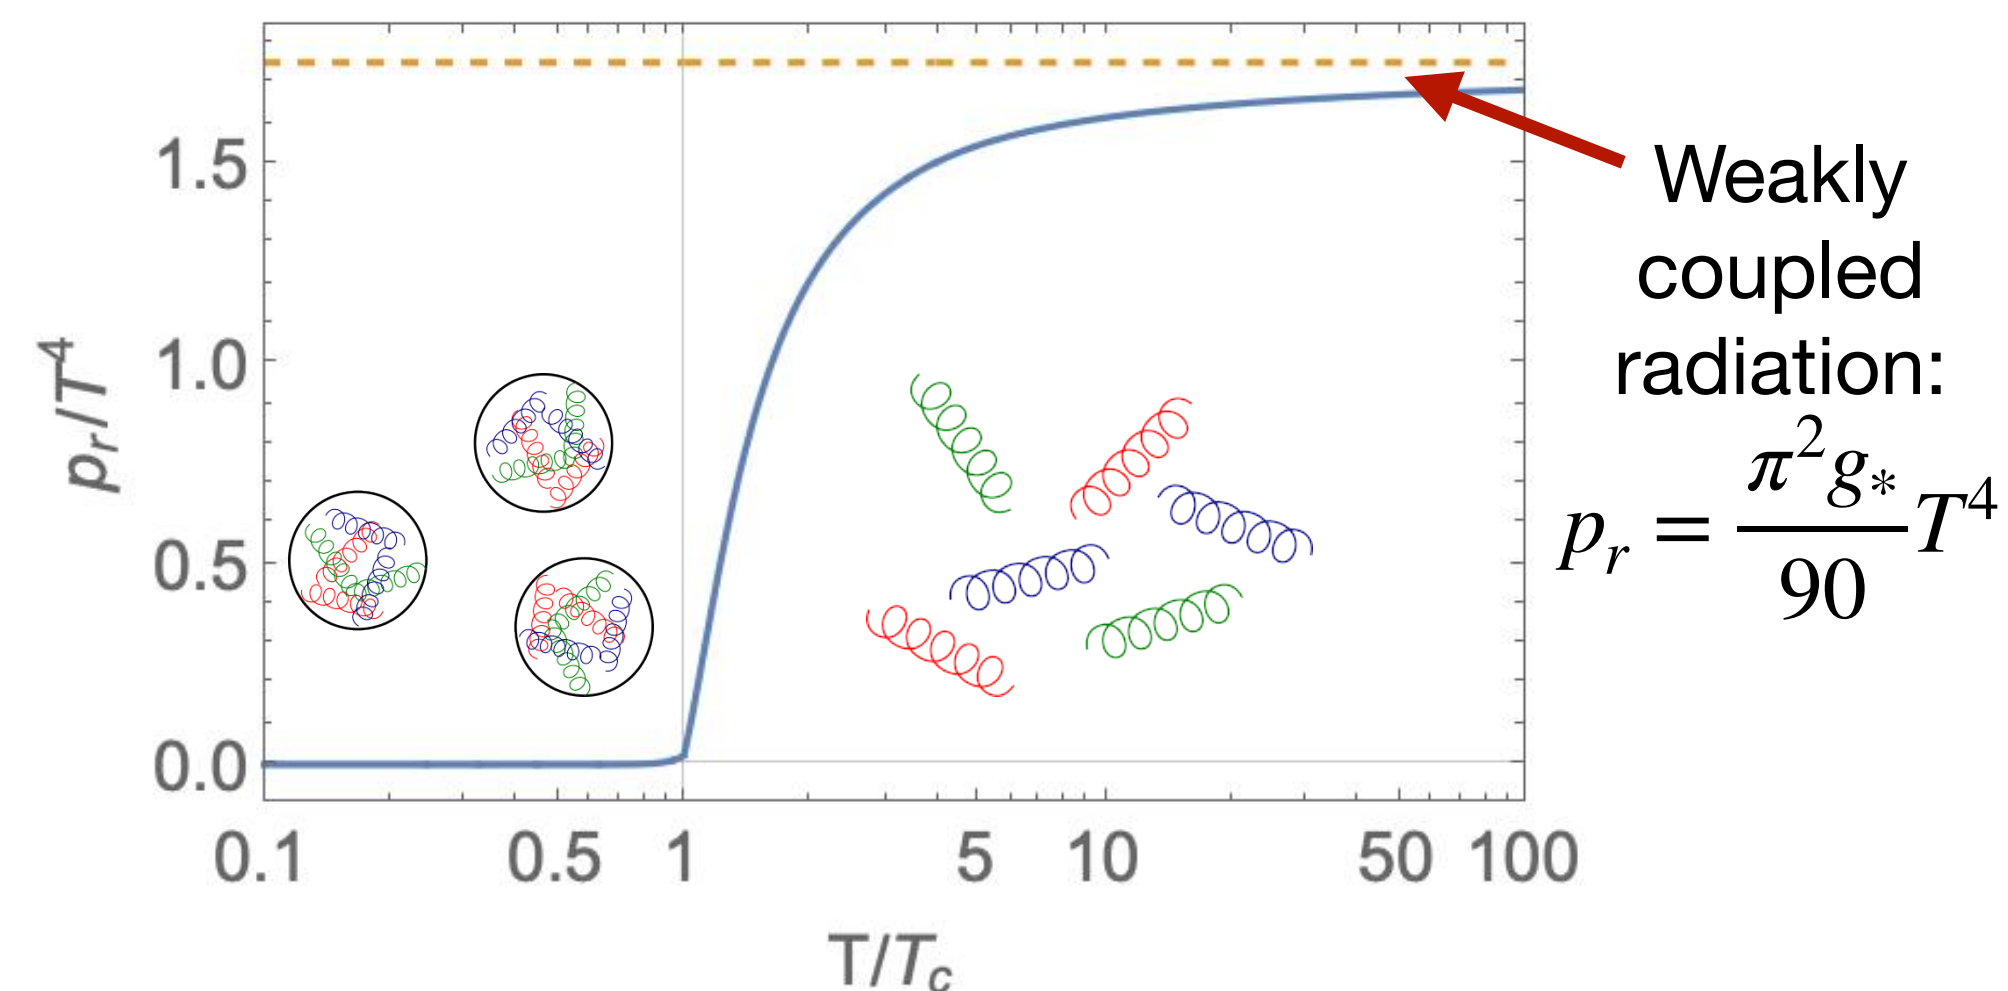 p_r/T^4
1.5
1.0
0.5
0.0
0.1 0.5 1 5 10 50 100
T/T_c
Weakly
coupled
radiation:
p_r = \frac{π^2 g_*}{90} T^4